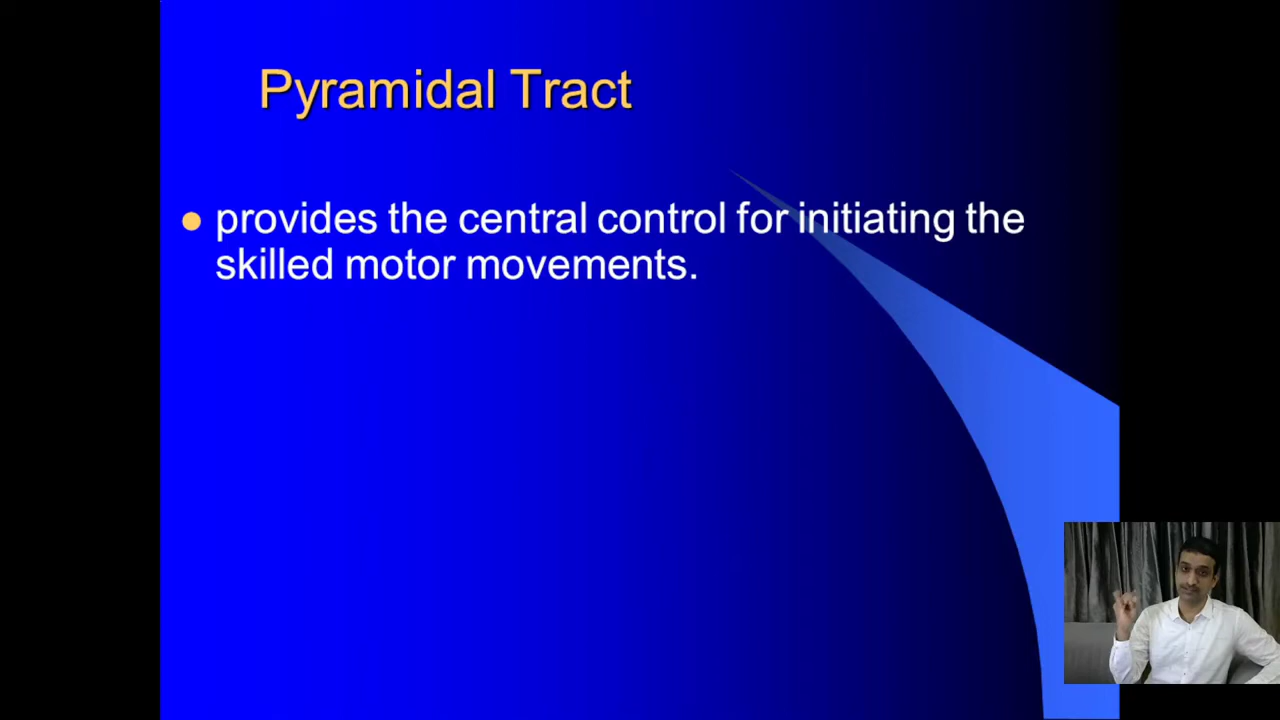 Pyramidal Tract
provides the central control for initiating the
skilled motor movements.